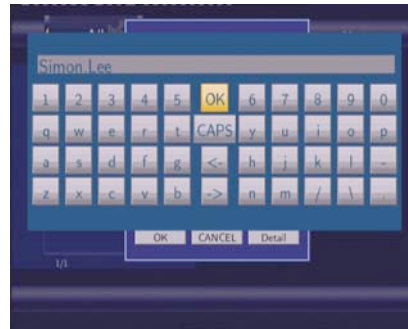 Simon.Lee
1 2 3 4 5 OK 6 7 8 9 0
q w e r t CAPS y u i o p
a s d f g <- h j k l -
z x c v b -> n m / \ .
OK CANCEL Detail
1/1